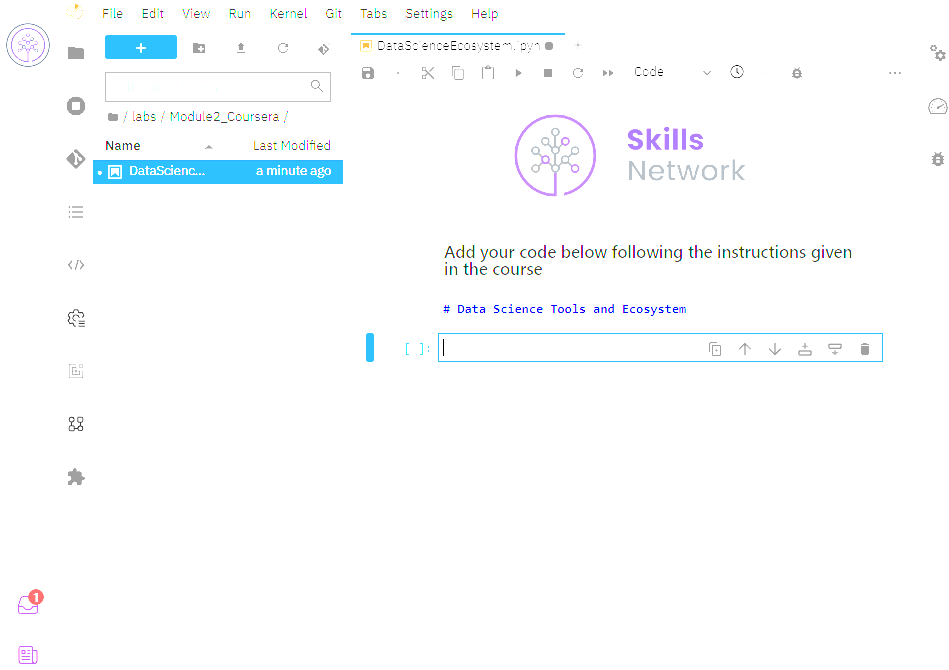 File Edit View Run Kernel Git Tabs Settings Help
+
/ labs / Module2_Coursera /
Name Last Modified
DataScienc... a minute ago
DataScienceEcosystem.ipyn
Code
Skills
Network
Add your code below following the instructions given
in the course
# Data Science Tools and Ecosystem
[ ]:
1